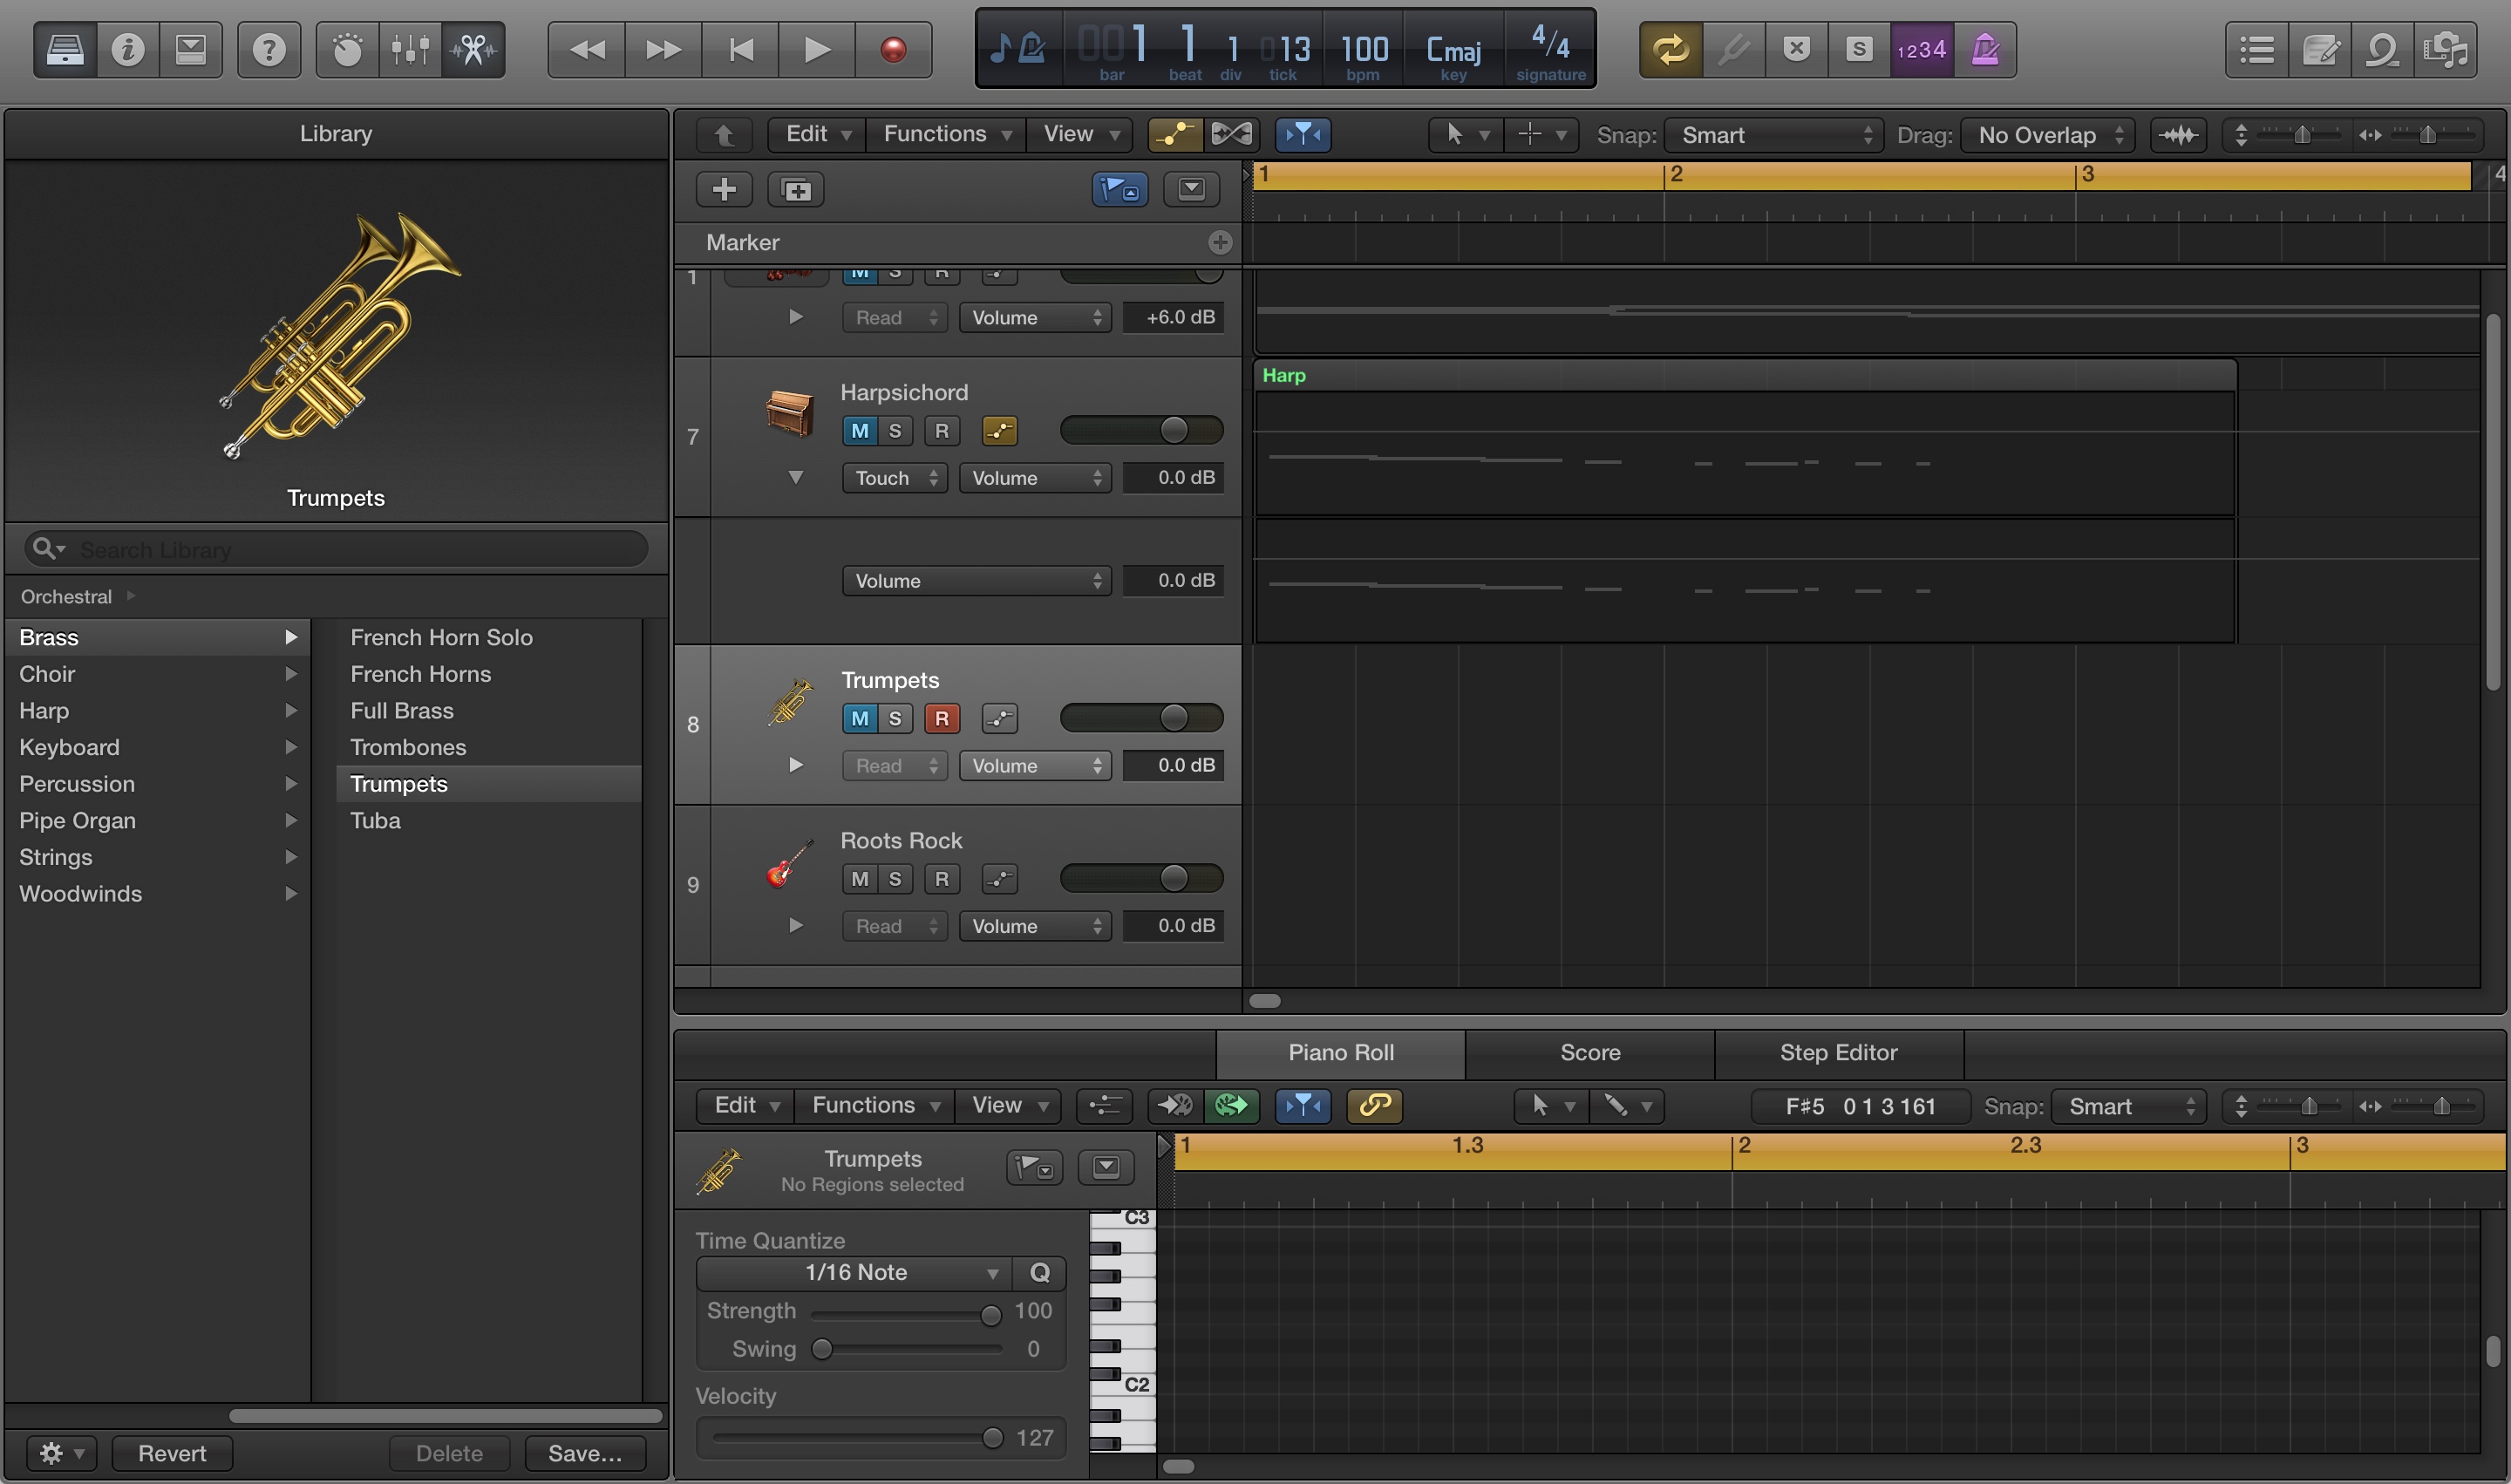 001 1 1 013 100 Cmaj 4/4
bar beat div tick bpm key signature
S
1234
Library
Edit Functions View Snap: Smart Drag: No Overlap
1 2 3 4
Marker
1 M S R
Read Volume +6.0 dB
Harp
Harpsichord
7 M S R
Touch Volume 0.0 dB
Volume 0.0 dB
Trumpets
Search Library
Orchestral
Brass
Choir
Harp
Keyboard
Percussion
Pipe Organ
Strings
Woodwinds
French Horn Solo
French Horns
Full Brass
Trombones
Trumpets
Tuba
Trumpets
8 M S R
Read Volume 0.0 dB
Roots Rock
9 M S R
Read Volume 0.0 dB
Piano Roll Score Step Editor
Edit Functions View F#5 0 1 3 161 Snap: Smart
Trumpets
No Regions selected
1 1.3 2 2.3 3
Time Quantize
1/16 Note Q
Strength 100
Swing 0
Velocity
127
C3
C2
Revert Delete Save...